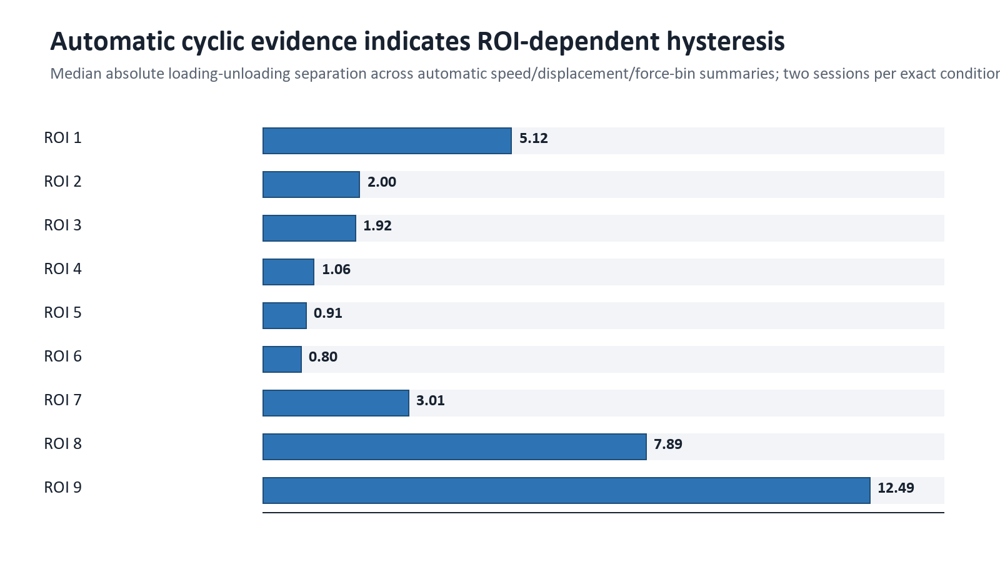 Automatic cyclic evidence indicates ROI-dependent hysteresis
Median absolute loading-unloading separation across automatic speed/displacement/force-bin summaries; two sessions per exact condition
ROI 1 5.12
ROI 2 2.00
ROI 3 1.92
ROI 4 1.06
ROI 5 0.91
ROI 6 0.80
ROI 7 3.01
ROI 8 7.89
ROI 9 12.49